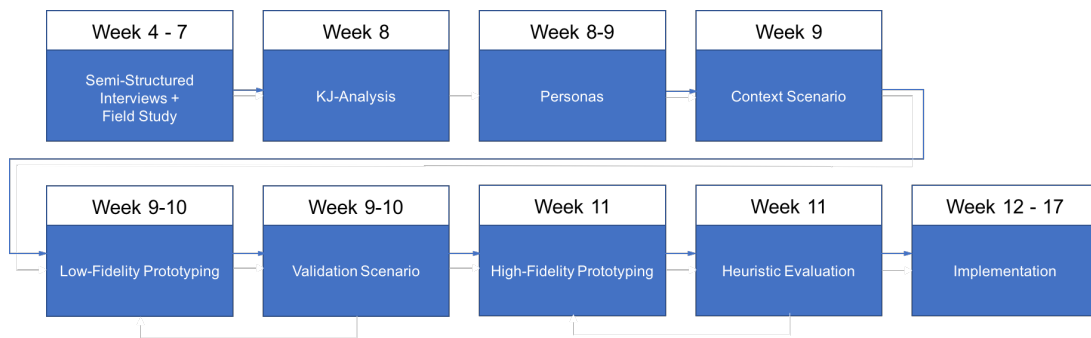 Week 4 - 7
Semi-Structured
Interviews +
Field Study
Week 8
KJ-Analysis
Week 8-9
Personas
Week 9
Context Scenario
Week 9-10
Low-Fidelity Prototyping
Week 9-10
Validation Scenario
Week 11
High-Fidelity Prototyping
Week 11
Heuristic Evaluation
Week 12 - 17
Implementation